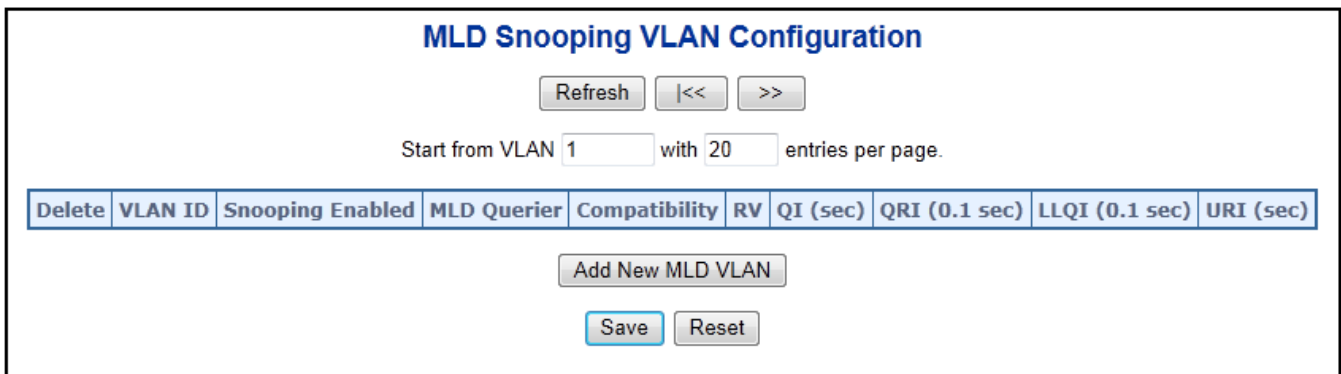 MLD Snooping VLAN Configuration
Refresh |<< >>
Start from VLAN 1 with 20 entries per page.
Delete VLAN ID Snooping Enabled MLD Querier Compatibility RV QI (sec) QRI (0.1 sec) LLQI (0.1 sec) URI (sec)
Add New MLD VLAN
Save Reset